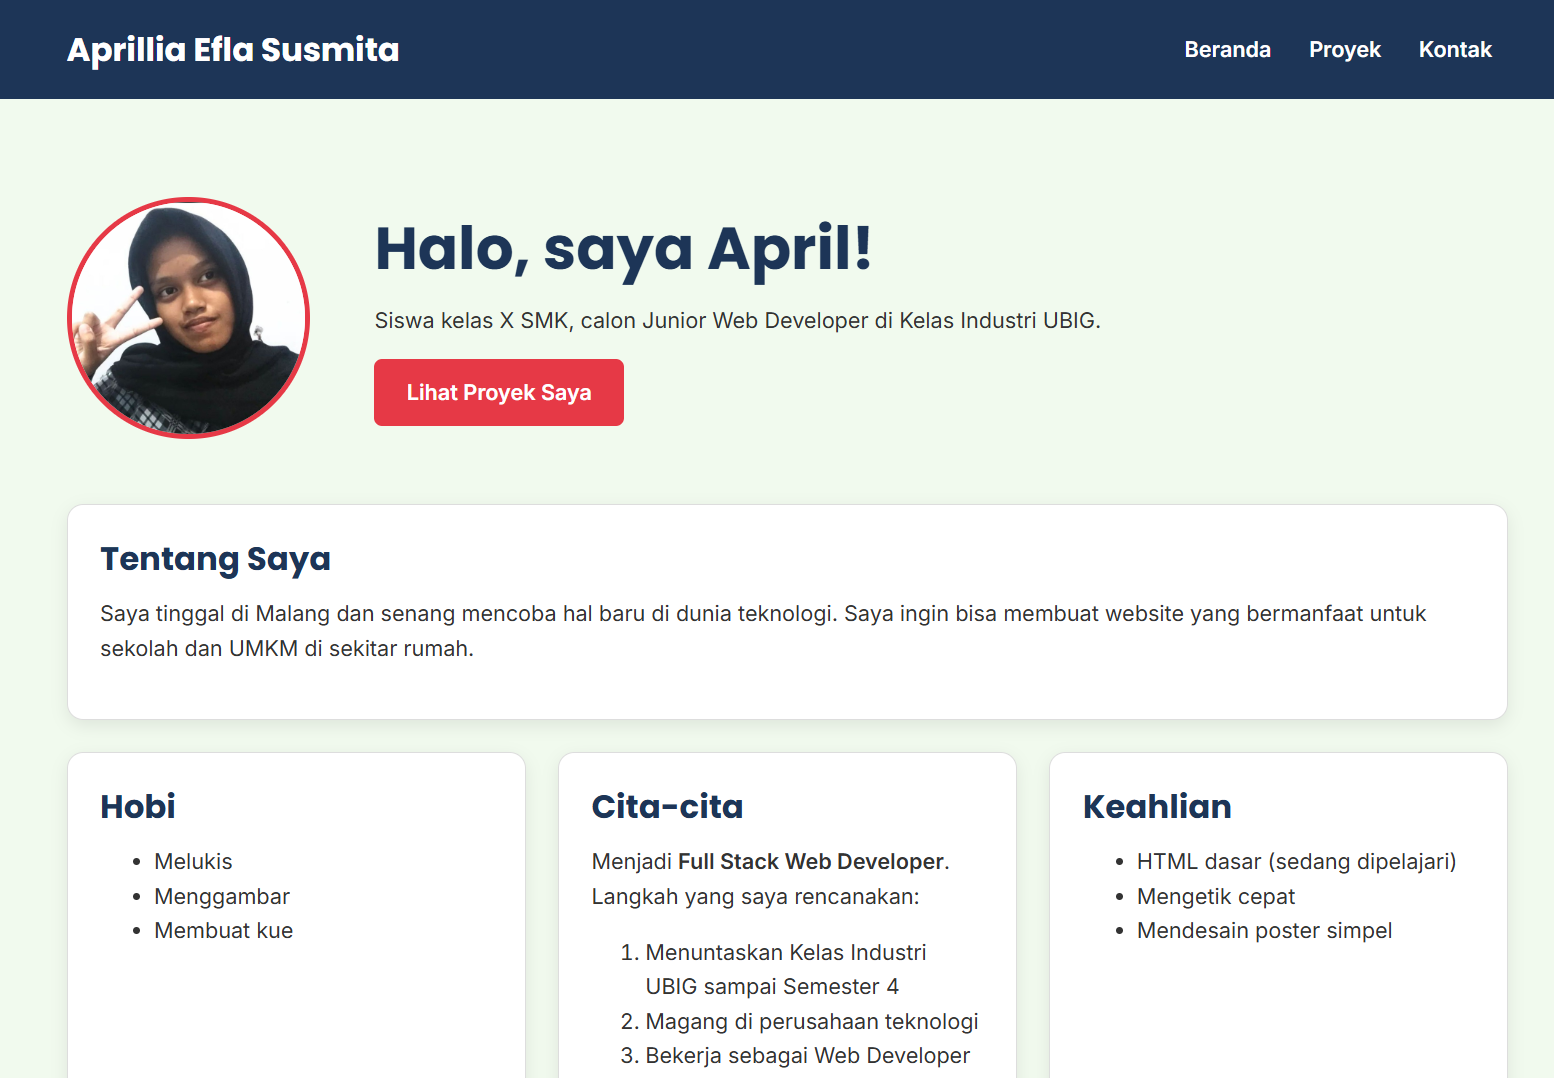 Aprillia Efla Susmita
Beranda Proyek Kontak
Halo, saya April!
Siswa kelas X SMK, calon Junior Web Developer di Kelas Industri UBIG.
Lihat Proyek Saya
Tentang Saya
Saya tinggal di Malang dan senang mencoba hal baru di dunia teknologi. Saya ingin bisa membuat website yang bermanfaat untuk
sekolah dan UMKM di sekitar rumah.
Hobi
• Melukis
• Menggambar
• Membuat kue
Cita-cita
Menjadi Full Stack Web Developer.
Langkah yang saya rencanakan:
1. Menuntaskan Kelas Industri
UBIG sampai Semester 4
2. Magang di perusahaan teknologi
3. Bekerja sebagai Web Developer
Keahlian
• HTML dasar (sedang dipelajari)
• Mengetik cepat
• Mendesain poster simpel